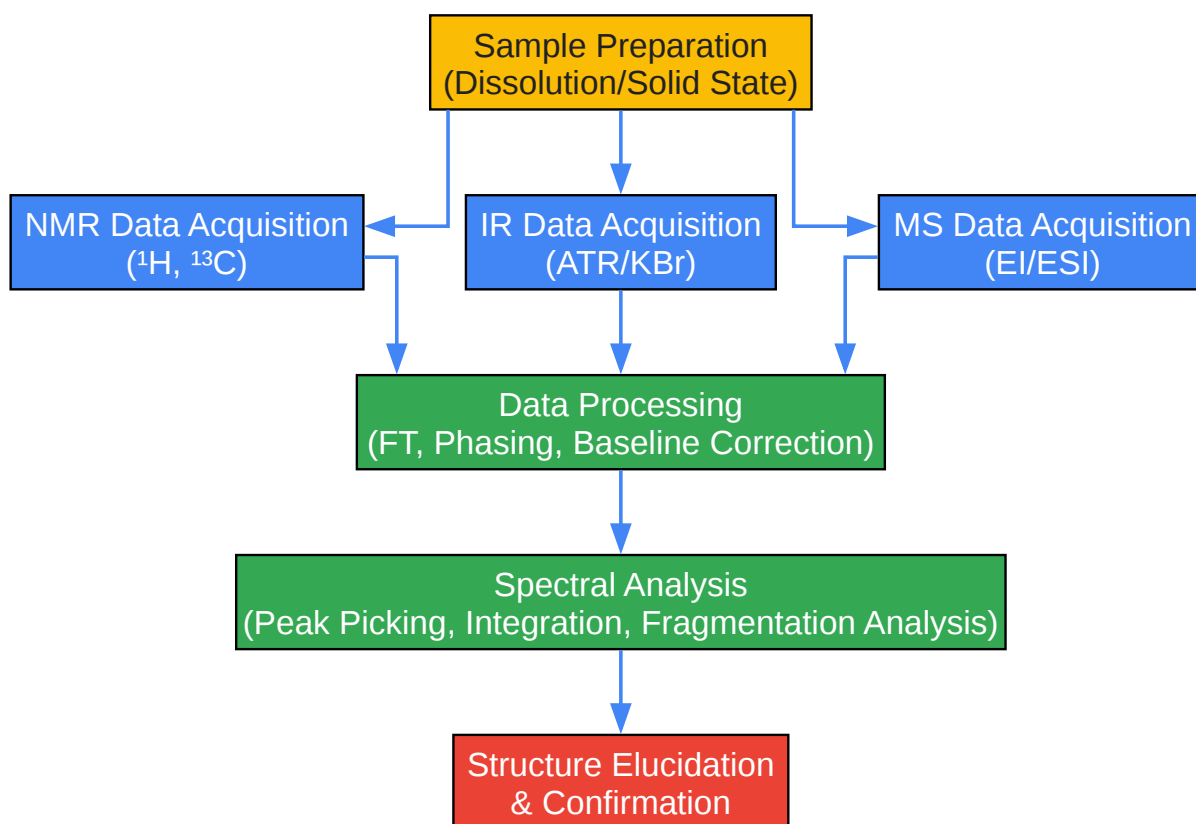 Sample Preparation
(Dissolution/Solid State)
NMR Data Acquisition
(¹H, ¹³C)
IR Data Acquisition
(ATR/KBr)
MS Data Acquisition
(EI/ESI)
Data Processing
(FT, Phasing, Baseline Correction)
Spectral Analysis
(Peak Picking, Integration, Fragmentation Analysis)
Structure Elucidation
& Confirmation